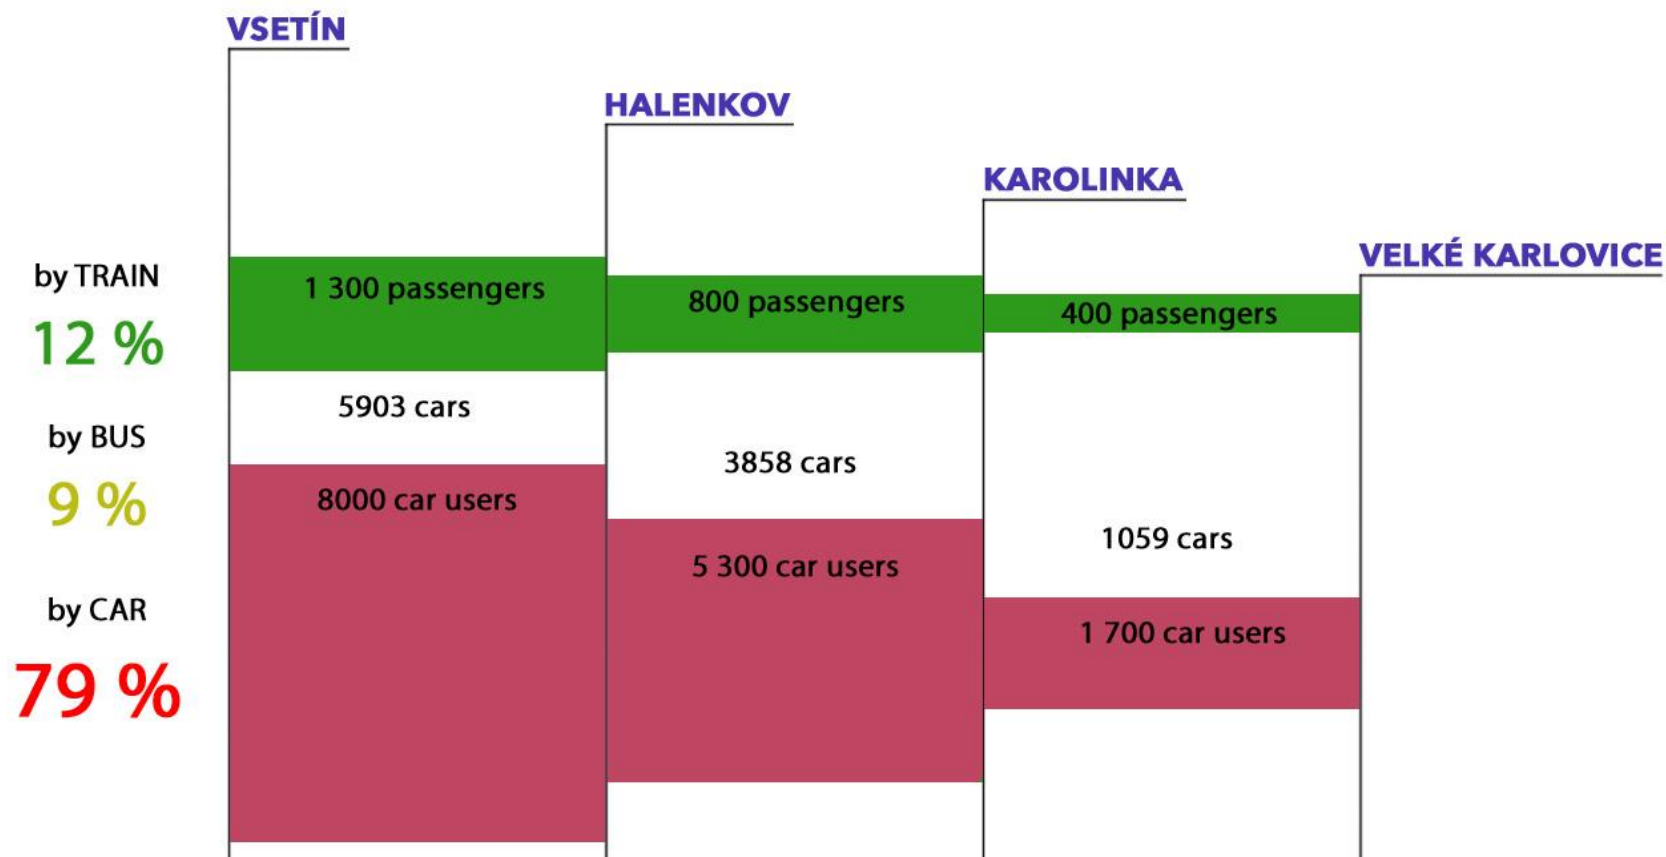 VSETÍN
HALENKOV
KAROLINKA
VELKÉ KARLOVICE
by TRAIN
12 %
by BUS
9 %
by CAR
79 %
1 300 passengers
5903 cars
8000 car users
800 passengers
3858 cars
5 300 car users
400 passengers
1059 cars
1 700 car users